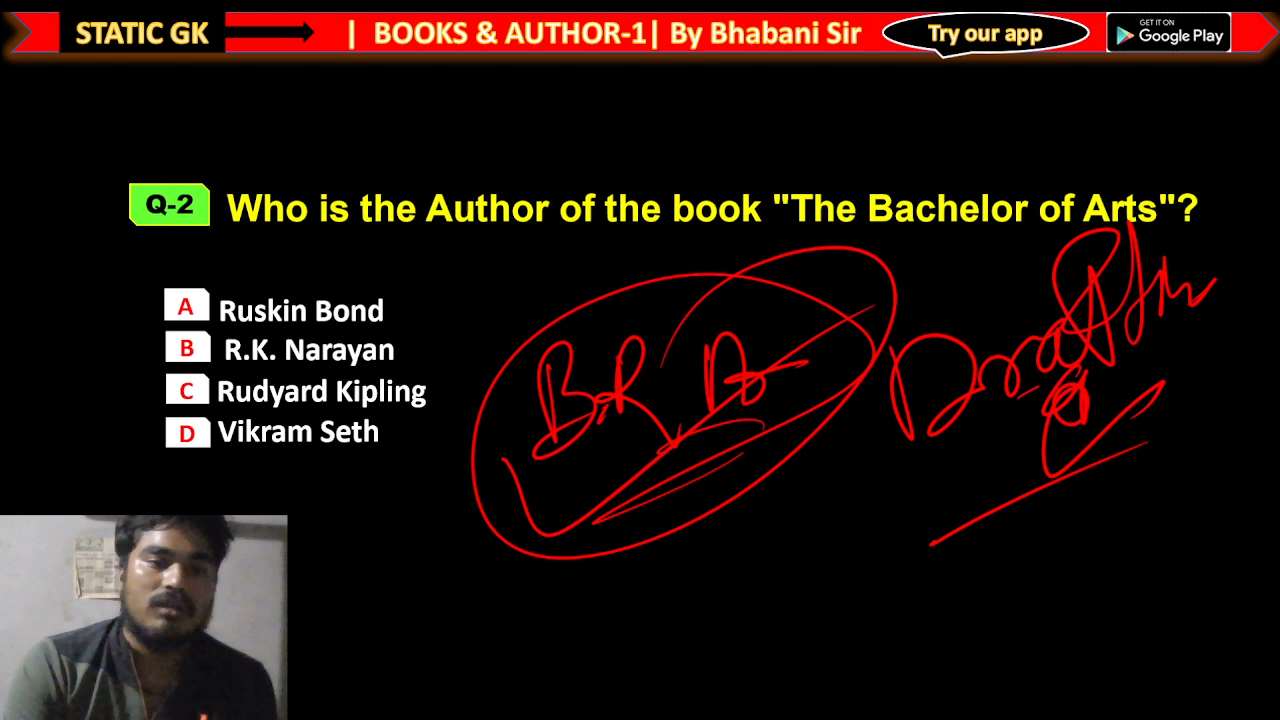 STATIC GK | BOOKS & AUTHOR-1| By Bhabani Sir Try our app GET IT ON Google Play
Q-2 Who is the Author of the book "The Bachelor of Arts"?
A Ruskin Bond
B R.K. Narayan
C Rudyard Kipling
D Vikram Seth